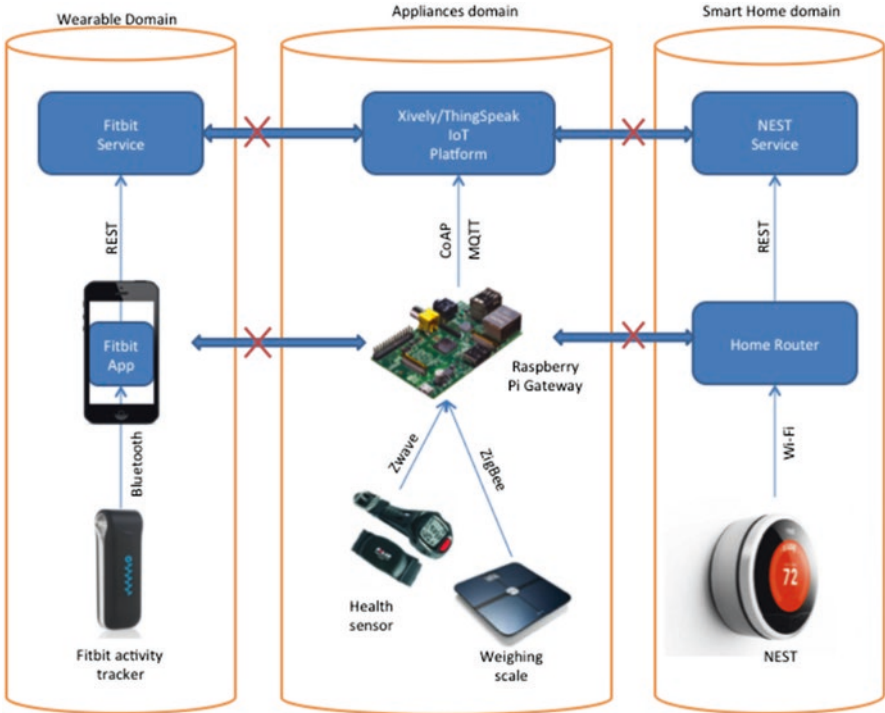 Wearable Domain
Appliances domain
Smart Home domain
Fitbit
Service
Xively/ThingSpeak
IoT
Platform
NEST
Service
REST
CoAP
MQTT
REST
Fitbit
App
Raspberry
Pi Gateway
Home Router
Bluetooth
Zwave
ZigBee
Wi-Fi
72
Health
sensor
Fitbit activity
tracker
Weighing
scale
NEST